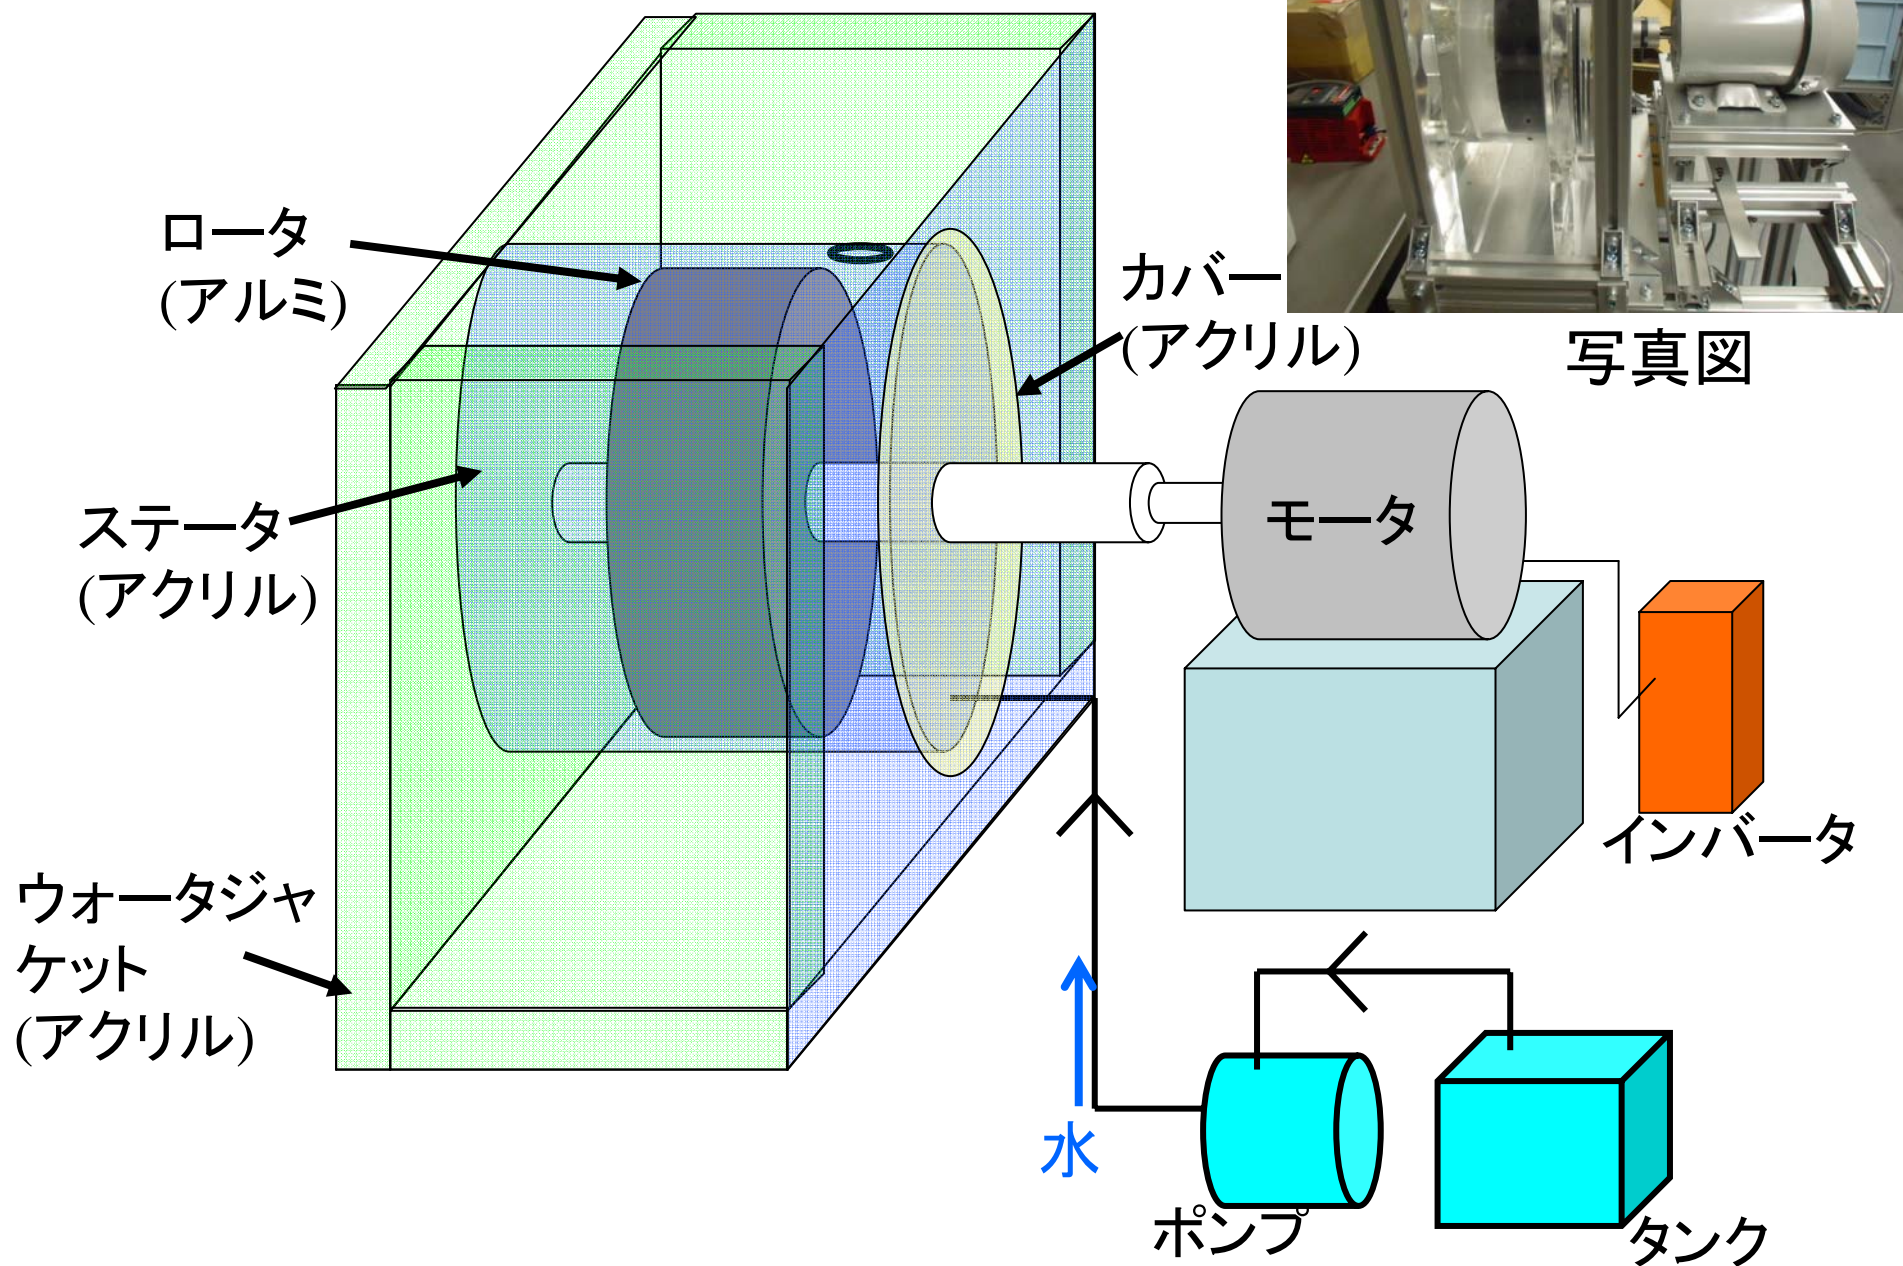 ロータ
(アルミ)
カバー
(アクリル)
写真図
ステータ
(アクリル)
モータ
インバータ
ウォータジャ
ケット
(アクリル)
水
ポンプ
タンク